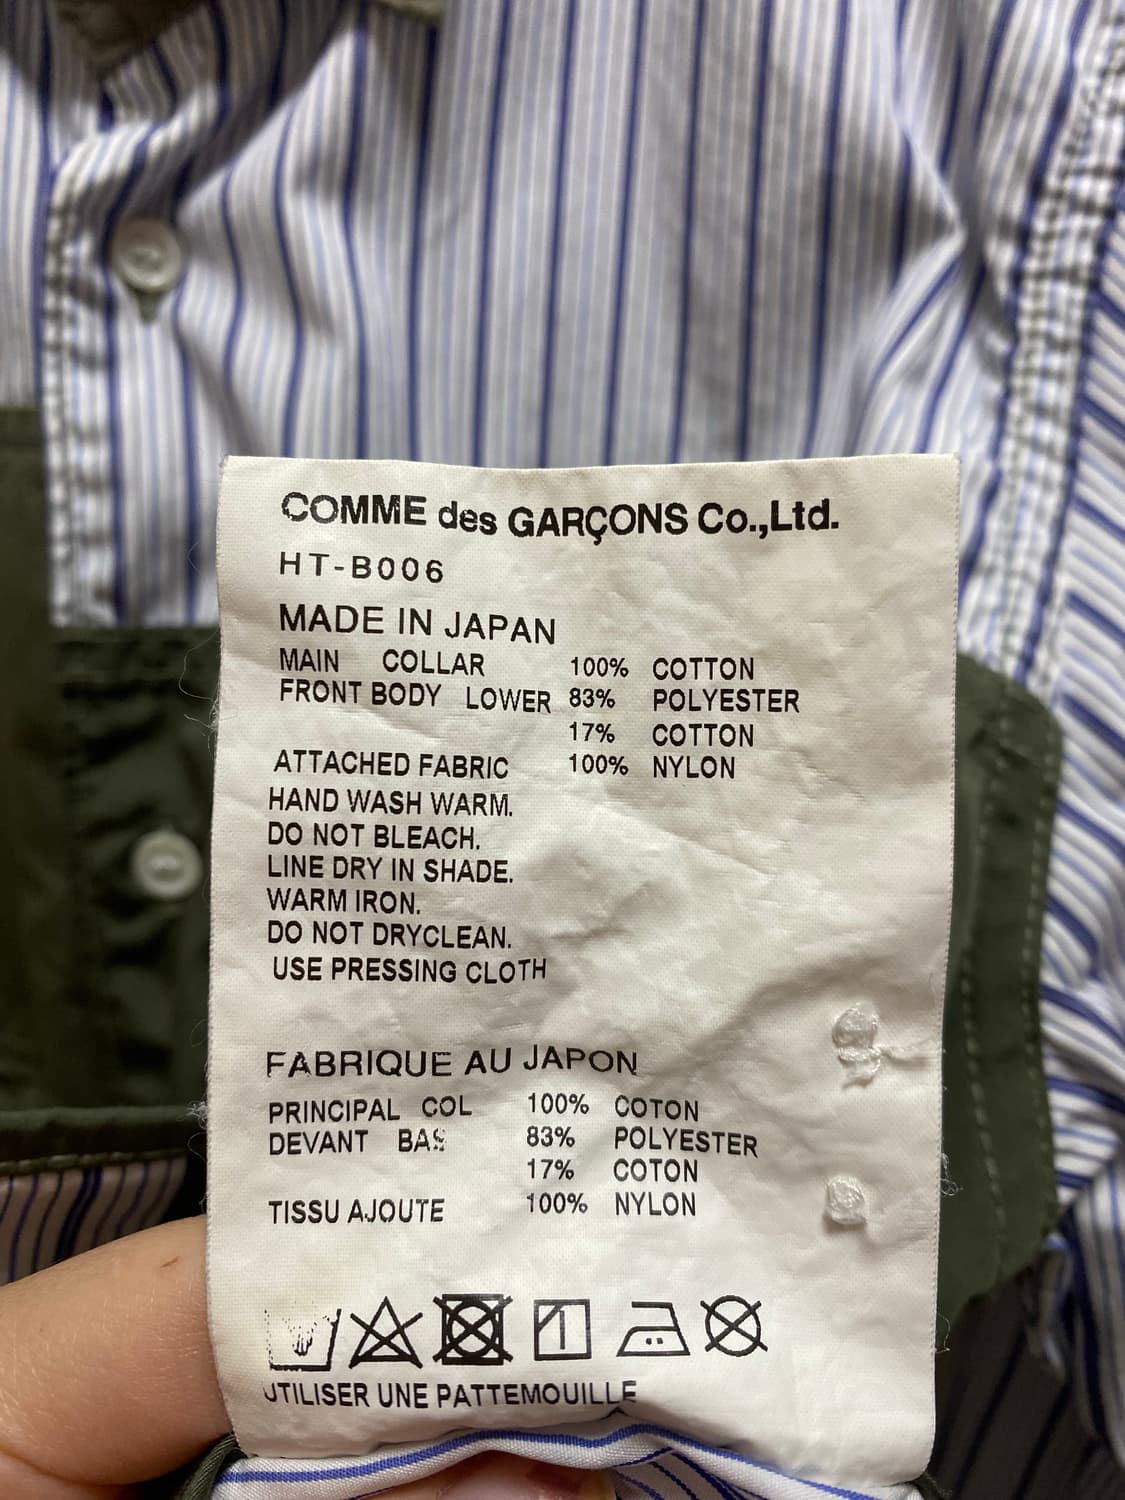 COMME des GARÇONS Co.,Ltd.
HT-B006
MADE IN JAPAN
MAIN COLLAR 100% COTTON
FRONT BODY LOWER 83% POLYESTER
17% COTTON
ATTACHED FABRIC 100% NYLON
HAND WASH WARM.
DO NOT BLEACH.
LINE DRY IN SHADE.
WARM IRON.
DO NOT DRYCLEAN.
USE PRESSING CLOTH
FABRIQUE AU JAPON
PRINCIPAL COL 100% COTON
DEVANT BAS 83% POLYESTER
17% COTON
TISSU AJOUTE 100% NYLON
UTILISER UNE PATTEMOUILLE